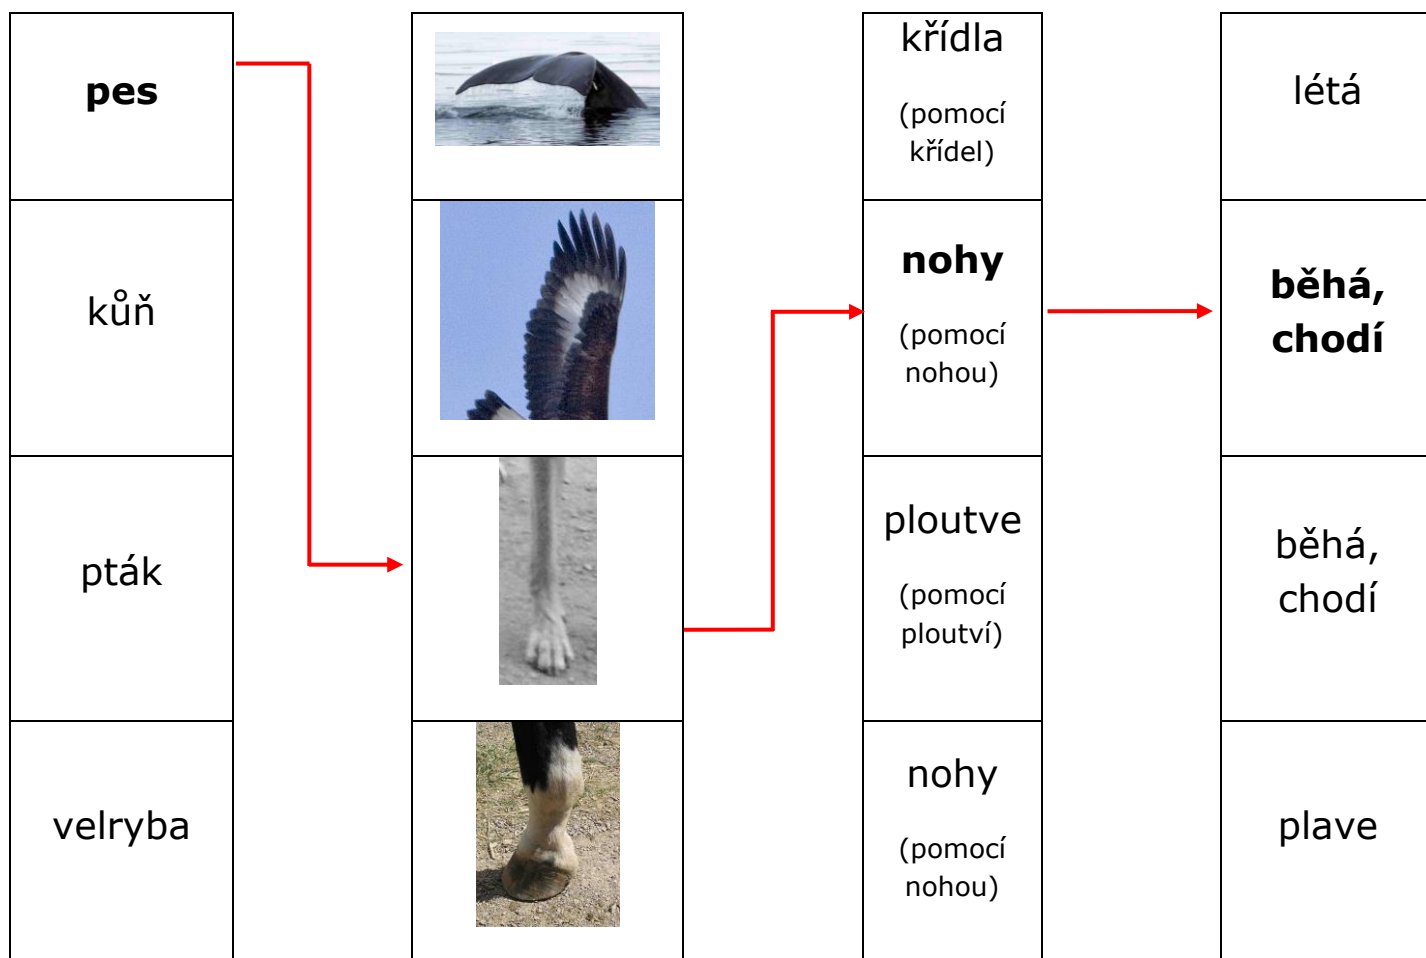 pes
křídla
(pomocí
křídel)
létá
kůň
nohy
(pomocí
nohou)
běhá,
chodí
pták
ploutve
(pomocí
ploutví)
běhá,
chodí
velryba
nohy
(pomocí
nohou)
plave